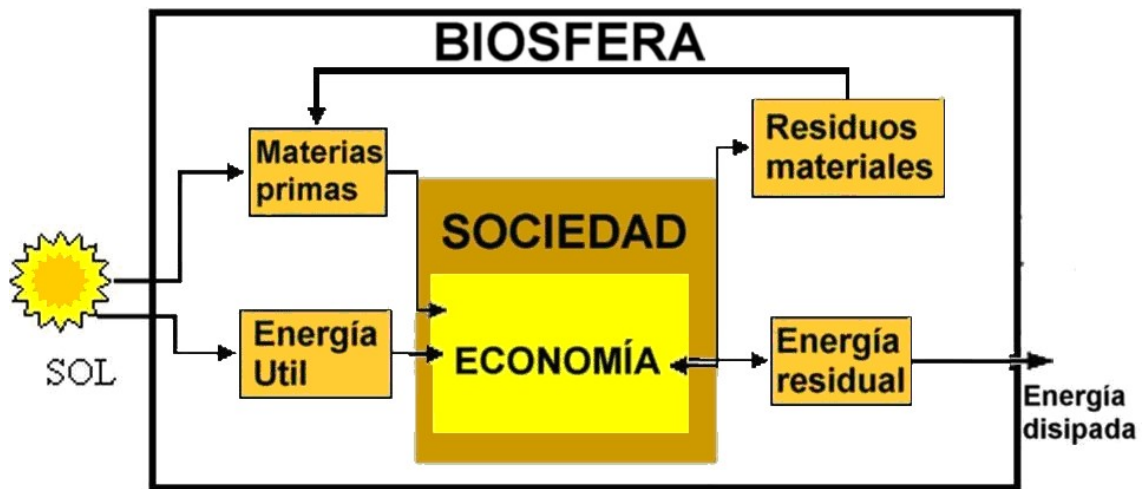 BIOSFERA
Materias
primas
Residuos
materiales
SOCIEDAD
SOL
Energía
Util
ECONOMÍA
Energía
residual
Energía
disipada